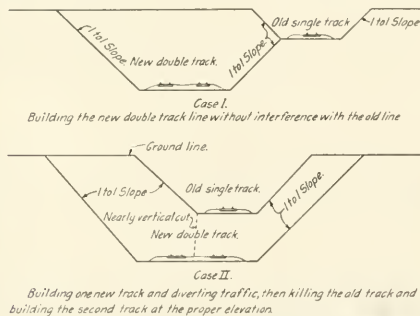 1 to 1 Slope.
Old single track
1 to 1 Slope.
New double track.
1 to 1 Slope.
Case I.
Building the new double track line without interference with the old line
Ground line.
1 to 1 Slope
Old single track.
1 to 1 Slope.
Nearly vertical cut
New double track.
Case II.
Building one new track and diverting traffic, then killing the old track and
building the second track at the proper elevation.